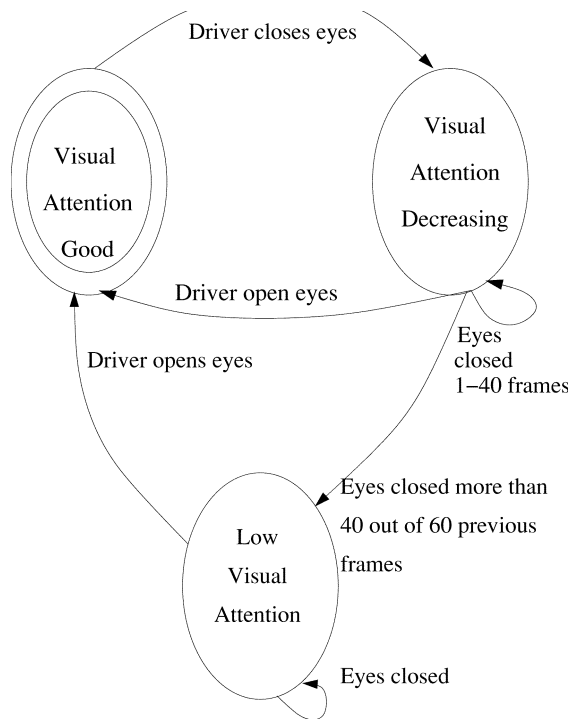 Driver closes eyes
Visual
Attention
Good
Visual
Attention
Decreasing
Driver open eyes
Driver opens eyes
Eyes
closed
1–40 frames
Eyes closed more than
40 out of 60 previous
frames
Low
Visual
Attention
Eyes closed